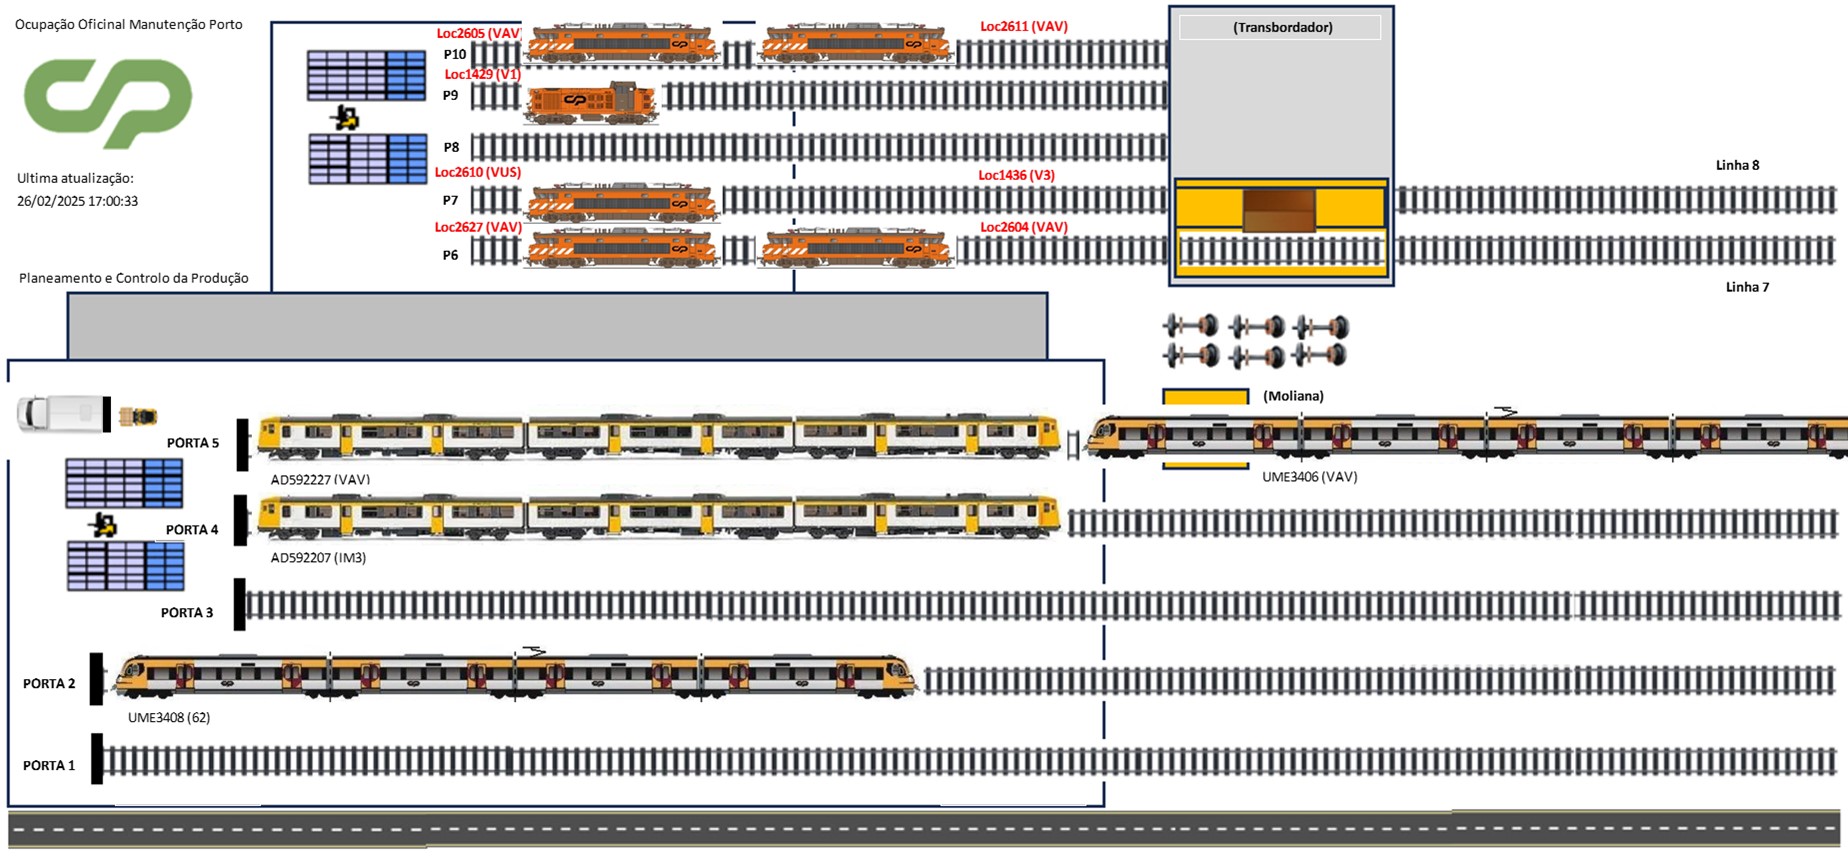 Ocupação Oficinal Manutenção Porto
CP
Ultima atualização:
26/02/2025 17:00:33
Planeamento e Controlo da Produção
Loc2605 (VAV)
Loc2611 (VAV)
P10
Loc1429 (V1)
P9
P8
Loc2610 (VUS)
Loc1436 (V3)
P7
Loc2627 (VAV)
Loc2604 (VAV)
P6
(Transbordador)
Linha 8
Linha 7
(Moliana)
PORTA 5
AD592227 (VAV)
UME3406 (VAV)
PORTA 4
AD592207 (IM3)
PORTA 3
PORTA 2
UME3408 (62)
PORTA 1